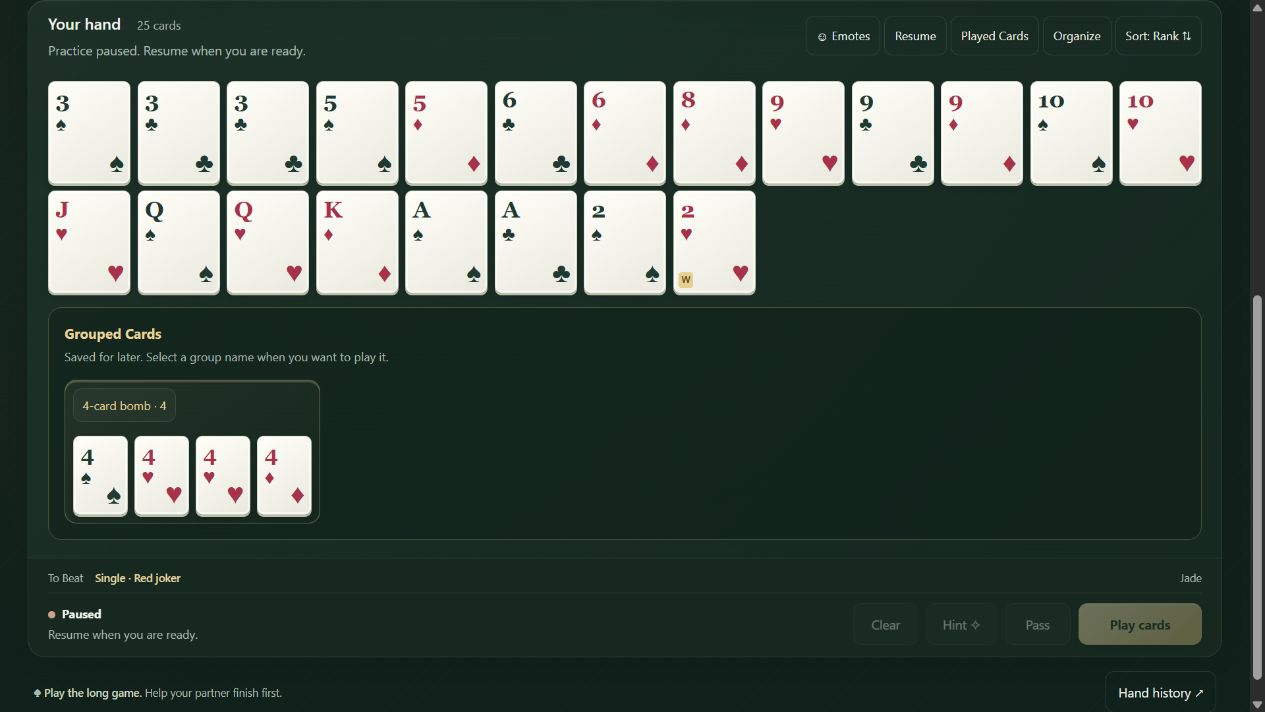 Your hand 25 cards
☺ Emotes
Resume
Played Cards
Organize
Sort: Rank ⇅
Practice paused. Resume when you are ready.
3 3 3 5 5 6 6 8 9 9 9 10 10
♠ ♣ ♣ ♠ ♦ ♣ ♦ ♦ ♥ ♣ ♦ ♠ ♥
J Q Q K A A 2 2
♥ ♠ ♥ ♦ ♠ ♣ ♠ ♥
W
Grouped Cards
Saved for later. Select a group name when you want to play it.
4-card bomb · 4
4 4 4 4
♠ ♥ ♥ ♦
To Beat Single · Red joker Jade
Paused
Resume when you are ready.
Clear
Hint ✧
Pass
Play cards
♠ Play the long game. Help your partner finish first.
Hand history ↗